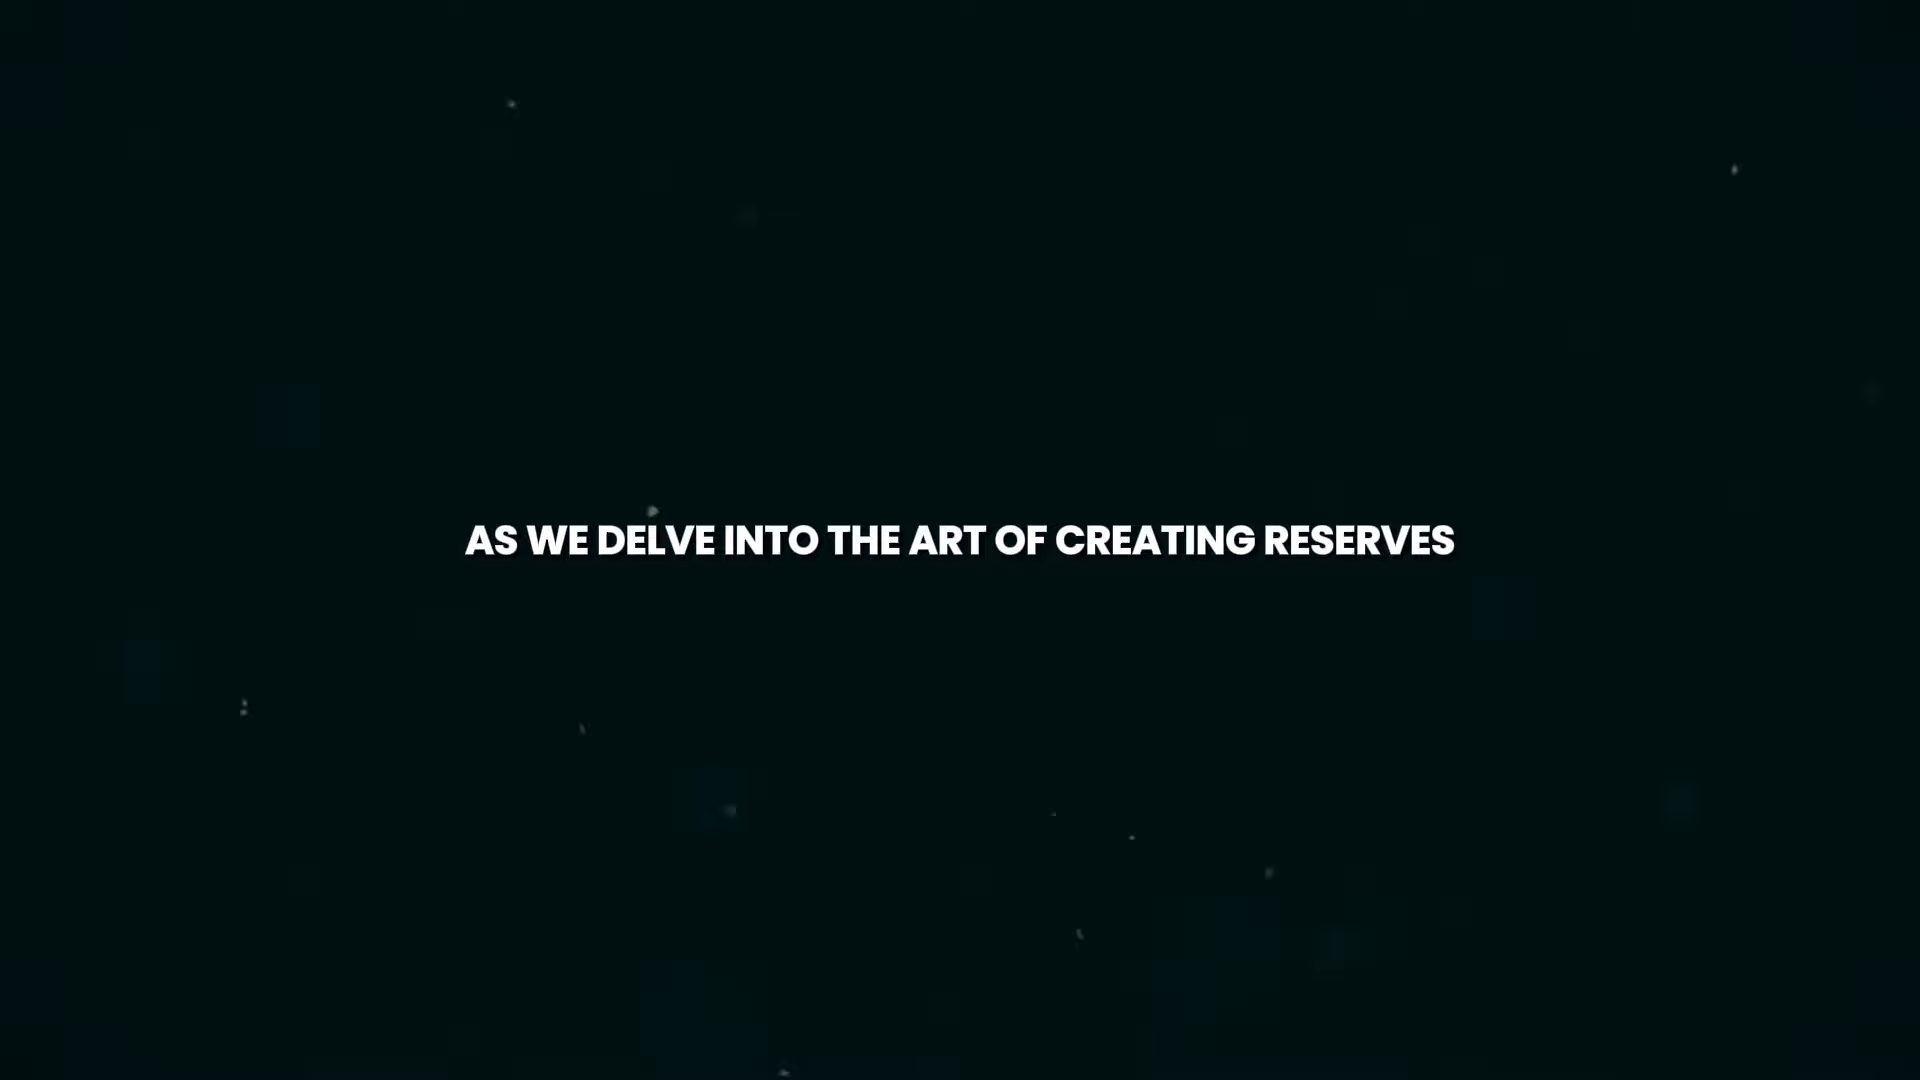 AS WE DELVE INTO THE ART OF CREATING RESERVES